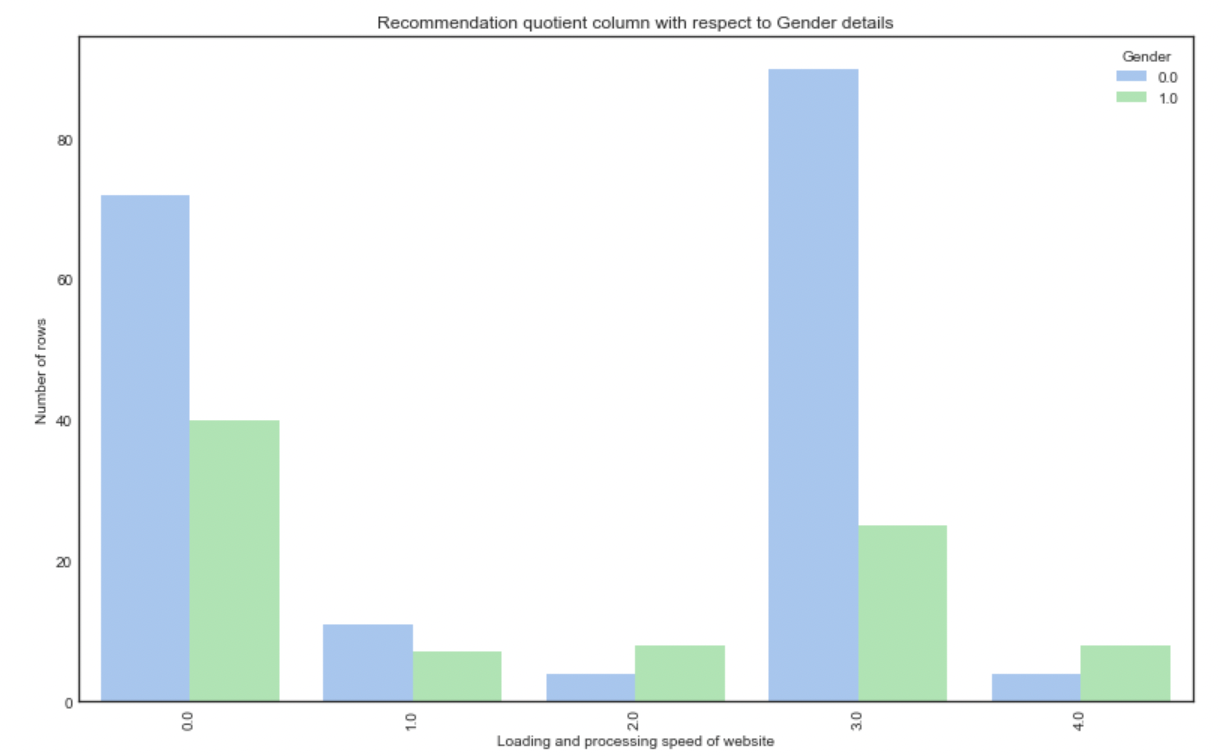 Recommendation quotient column with respect to Gender details
Gender
0.0
1.0
80
60
40
20
0
Number of rows
0.0 1.0 2.0 3.0 4.0
Loading and processing speed of website